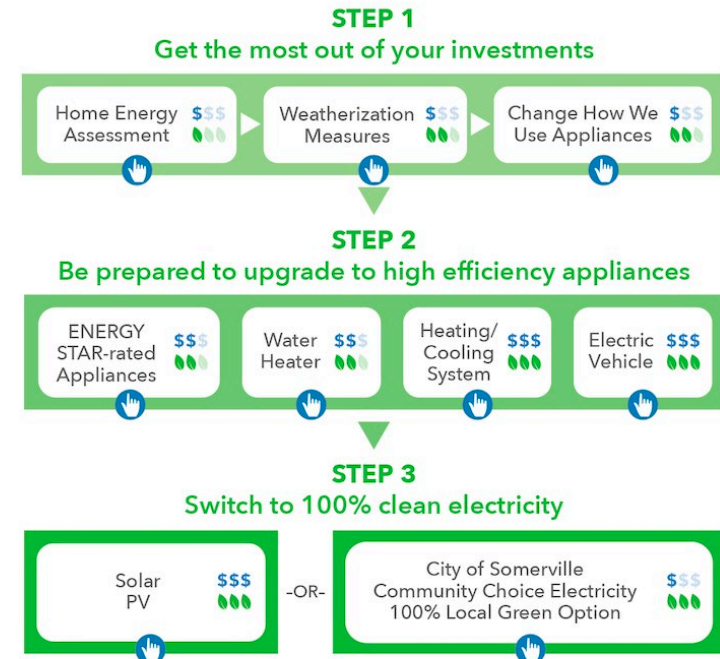 STEP 1
Get the most out of your investments
Home Energy $$$
Assessment
Weatherization $$$
Measures
Change How We $$$
Use Appliances
STEP 2
Be prepared to upgrade to high efficiency appliances
ENERGY
STAR-rated $$$
Appliances
Water $$$
Heater
Heating/
Cooling $$$
System
Electric $$$
Vehicle
STEP 3
Switch to 100% clean electricity
Solar $$$
PV
-OR-
City of Somerville
Community Choice Electricity $$$
100% Local Green Option